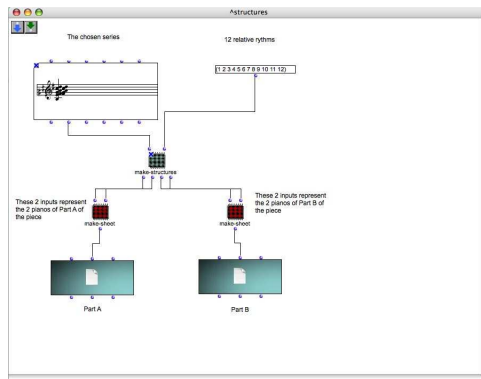 ^structures
The chosen series
12 relative rythms
(1 2 3 4 5 6 7 8 9 10 11 12)
make-structures
These 2 inputs represent
the 2 pianos of Part A of
the piece
These 2 inputs represent
the 2 pianos of Part B of
the piece
make-sheet
make-sheet
Part A
Part B